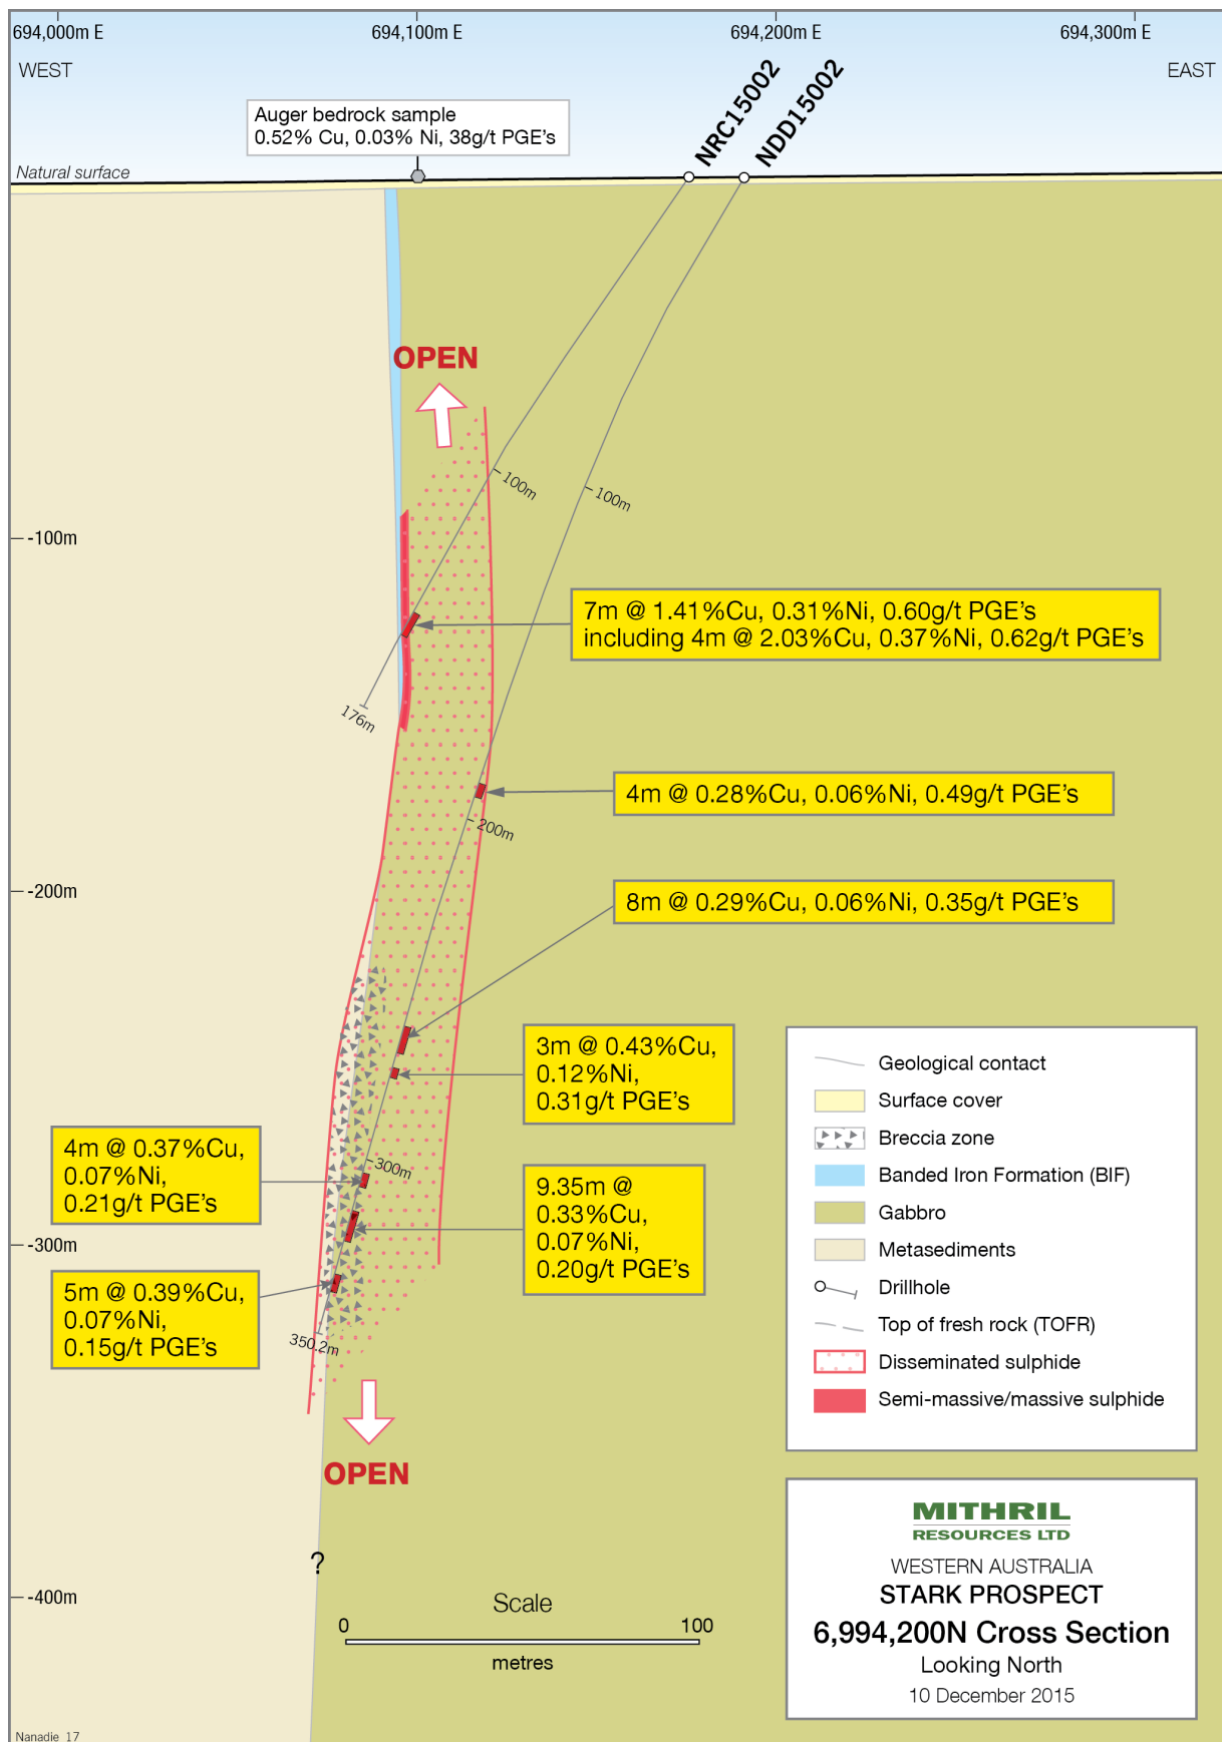 694,000m E
694,100m E
694,200m E
694,300m E
WEST
EAST
NRC15002
NDD15002
Auger bedrock sample
0.52% Cu, 0.03% Ni, 38g/t PGE's
Natural surface
OPEN
100m
100m
-100m
7m @ 1.41%Cu, 0.31%Ni, 0.60g/t PGE's
including 4m @ 2.03%Cu, 0.37%Ni, 0.62g/t PGE's
176m
4m @ 0.28%Cu, 0.06%Ni, 0.49g/t PGE's
200m
-200m
8m @ 0.29%Cu, 0.06%Ni, 0.35g/t PGE's
3m @ 0.43%Cu,
0.12%Ni,
0.31g/t PGE's
4m @ 0.37%Cu,
0.07%Ni,
0.21g/t PGE's
300m
9.35m @
0.33%Cu,
0.07%Ni,
0.20g/t PGE's
-300m
5m @ 0.39%Cu,
0.07%Ni,
0.15g/t PGE's
350.2m
OPEN
?
-400m
Scale
0 100
metres
Geological contact
Surface cover
Breccia zone
Banded Iron Formation (BIF)
Gabbro
Metasediments
Drillhole
Top of fresh rock (TOFR)
Disseminated sulphide
Semi-massive/massive sulphide
MITHRIL
RESOURCES LTD
WESTERN AUSTRALIA
STARK PROSPECT
6,994,200N Cross Section
Looking North
10 December 2015
Nanadie 17